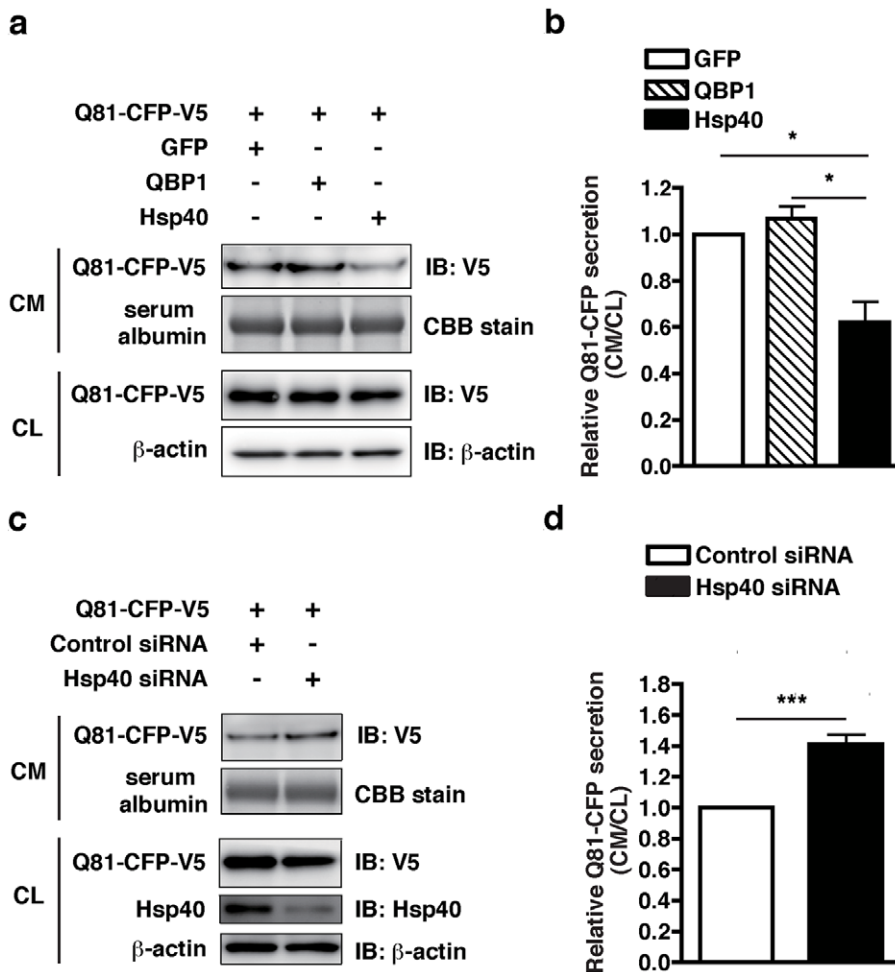 a
Q81-CFP-V5 + + +
GFP + - -
QBP1 - + -
Hsp40 - - +
CM
Q81-CFP-V5 IB: V5
serum albumin CBB stain
CL
Q81-CFP-V5 IB: V5
β-actin IB: β-actin
b
GFP
QBP1
Hsp40
*
*
Relative Q81-CFP secretion
(CM/CL)
1.2
1.0
0.8
0.6
0.4
0.2
0.0
c
Q81-CFP-V5 + +
Control siRNA + -
Hsp40 siRNA - +
CM
Q81-CFP-V5 IB: V5
serum albumin CBB stain
CL
Q81-CFP-V5 IB: V5
Hsp40 IB: Hsp40
β-actin IB: β-actin
d
Control siRNA
Hsp40 siRNA
***
Relative Q81-CFP secretion
(CM/CL)
1.8
1.6
1.4
1.2
1.0
0.8
0.6
0.4
0.2
0.0